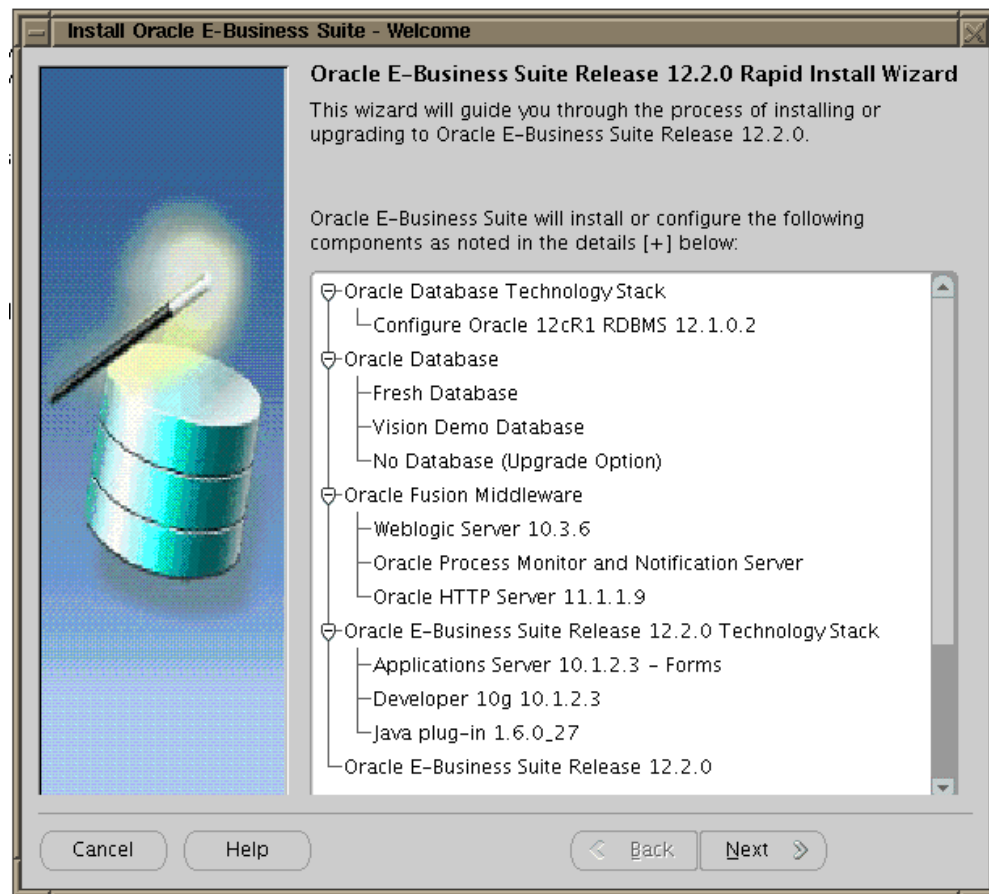 Install Oracle E-Business Suite - Welcome
Oracle E-Business Suite Release 12.2.0 Rapid Install Wizard
This wizard will guide you through the process of installing or
upgrading to Oracle E-Business Suite Release 12.2.0.
Oracle E-Business Suite will install or configure the following
components as noted in the details [+] below:
Oracle Database Technology Stack
Configure Oracle 12cR1 RDBMS 12.1.0.2
Oracle Database
Fresh Database
Vision Demo Database
No Database (Upgrade Option)
Oracle Fusion Middleware
Weblogic Server 10.3.6
Oracle Process Monitor and Notification Server
Oracle HTTP Server 11.1.1.9
Oracle E-Business Suite Release 12.2.0 Technology Stack
Applications Server 10.1.2.3 - Forms
Developer 10g 10.1.2.3
Java plug-in 1.6.0_27
Oracle E-Business Suite Release 12.2.0
Cancel Help Back Next